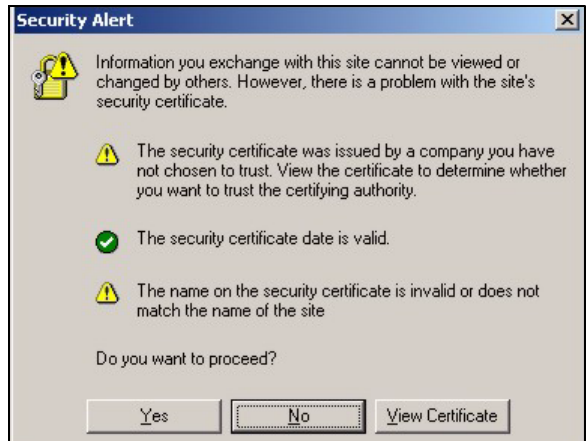 Security Alert
Information you exchange with this site cannot be viewed or
changed by others. However, there is a problem with the site's
security certificate.
The security certificate was issued by a company you have
not chosen to trust. View the certificate to determine whether
you want to trust the certifying authority.
The security certificate date is valid.
The name on the security certificate is invalid or does not
match the name of the site
Do you want to proceed?
Yes No View Certificate